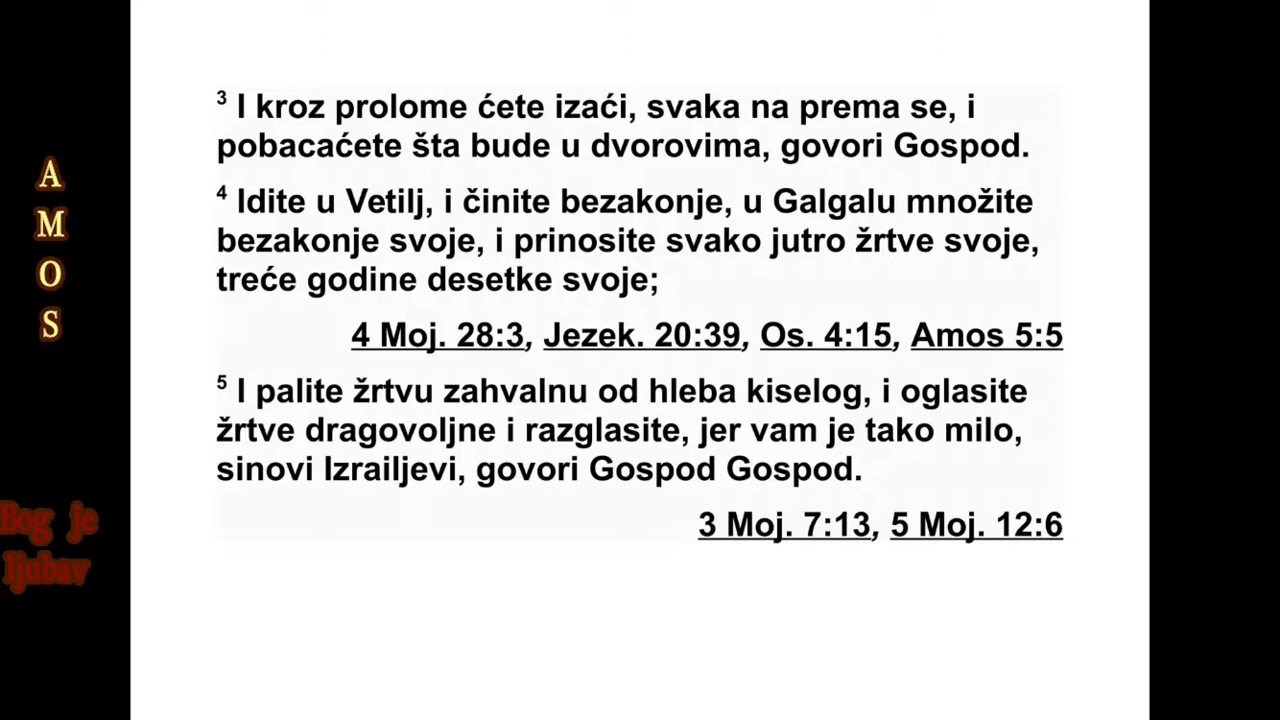 A
M
O
S
Bog je
ljubav
³ I kroz prolome ćete izaći, svaka na prema se, i
pobacaćete šta bude u dvorovima, govori Gospod.
⁴ Idite u Vetilj, i činite bezakonje, u Galgalu množite
bezakonje svoje, i prinosite svako jutro žrtve svoje,
treće godine desetke svoje;
4 Moj. 28:3, Jezek. 20:39, Os. 4:15, Amos 5:5
⁵ I palite žrtvu zahvalnu od hleba kiselog, i oglasite
žrtve dragovoljne i razglasite, jer vam je tako milo,
sinovi Izrailjevi, govori Gospod Gospod.
3 Moj. 7:13, 5 Moj. 12:6